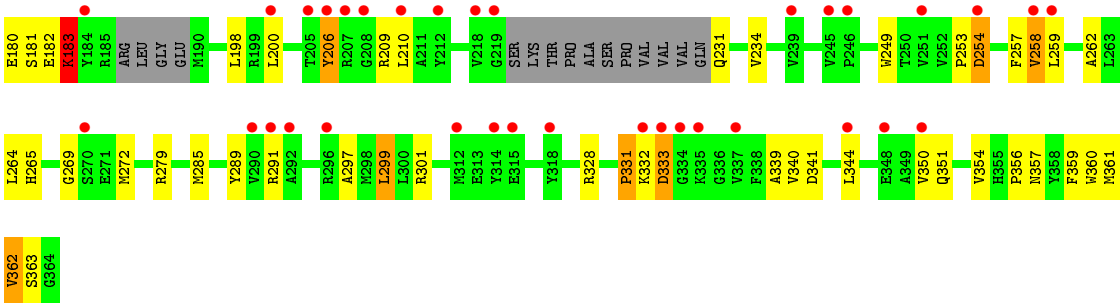 E180 S181 E182 K183 Y184 R185 ARG LEU GLY GLU M190 L198 R199 L200 T205 Y206 R207 G208 R209 L210 A211 Y212 V218 G219 SER LYS THR PRO ALA SER PRO VAL VAL VAL GLN Q231 V234 V239 V245 P246 W249 T250 V251 V252 P253 D254 F257 V258 L259 A262 L263
L264 H265 G269 S270 E271 M272 R279 M285 Y289 V290 R291 A292 R296 A297 M298 L299 L300 R301 M312 E313 Y314 E315 Y318 R328 P331 K332 D333 G334 K335 G336 V337 F338 A339 V340 D341 L344 E348 A349 V350 Q351 V354 H355 P356 N357 Y358 F359 W360 M361
V362 S363 G364